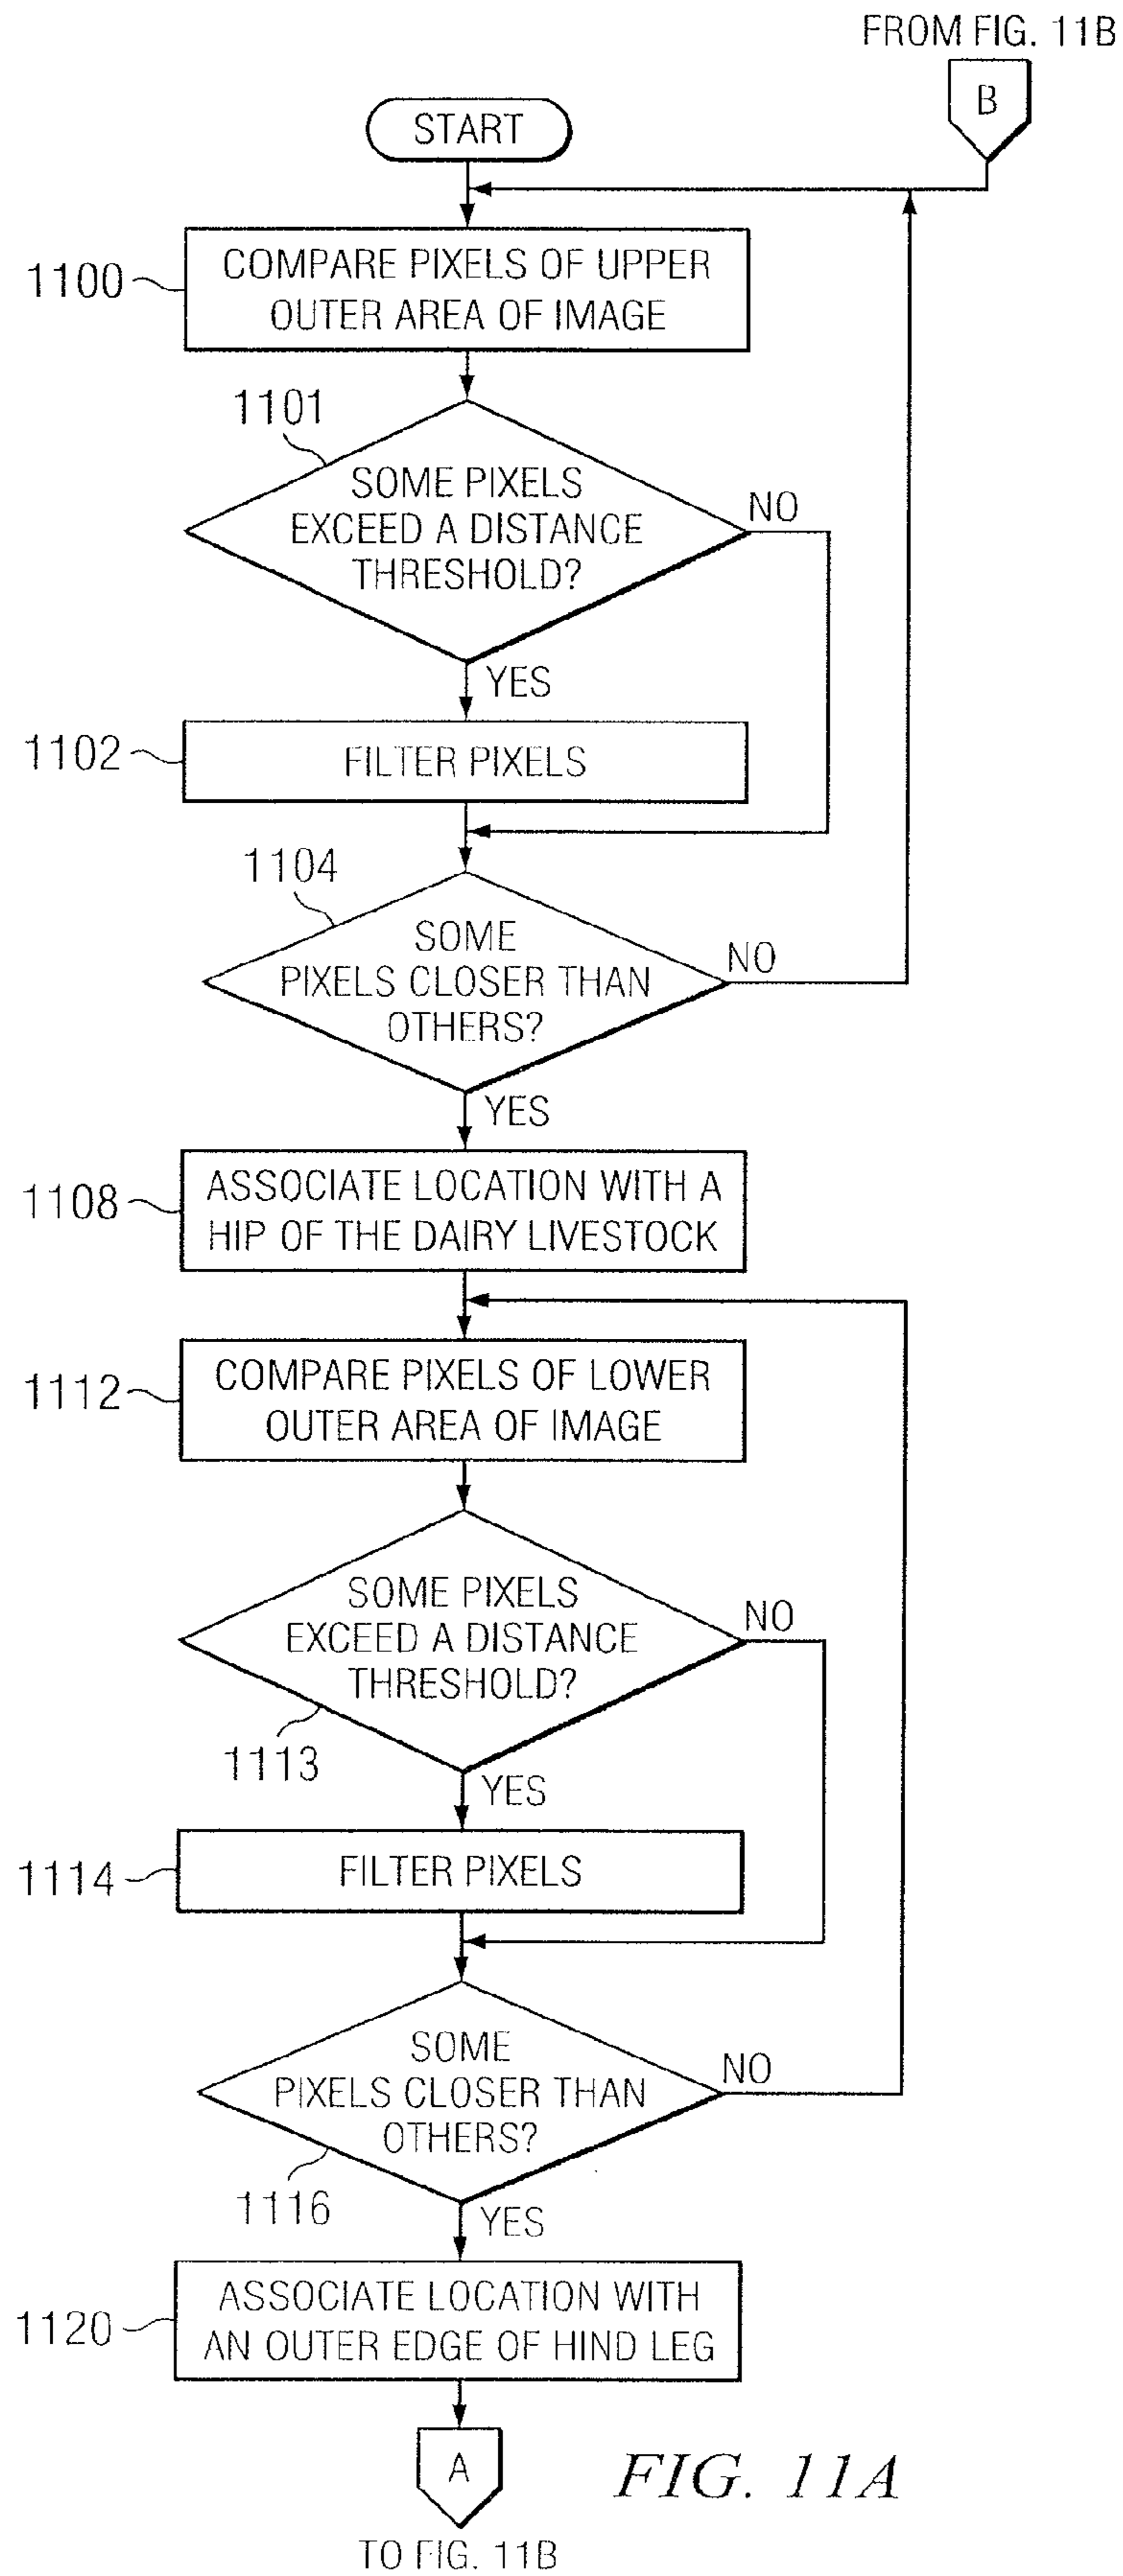 FROM FIG. 11B
B
START
1100
COMPARE PIXELS OF UPPER
OUTER AREA OF IMAGE
1101
SOME PIXELS
EXCEED A DISTANCE
THRESHOLD?
NO
YES
1102
FILTER PIXELS
1104
SOME
PIXELS CLOSER THAN
OTHERS?
NO
YES
1108
ASSOCIATE LOCATION WITH A
HIP OF THE DAIRY LIVESTOCK
1112
COMPARE PIXELS OF LOWER
OUTER AREA OF IMAGE
SOME PIXELS
EXCEED A DISTANCE
THRESHOLD?
NO
1113
YES
1114
FILTER PIXELS
SOME
PIXELS CLOSER THAN
OTHERS?
NO
1116
YES
1120
ASSOCIATE LOCATION WITH
AN OUTER EDGE OF HIND LEG
A
FIG. 11A
TO FIG. 11B